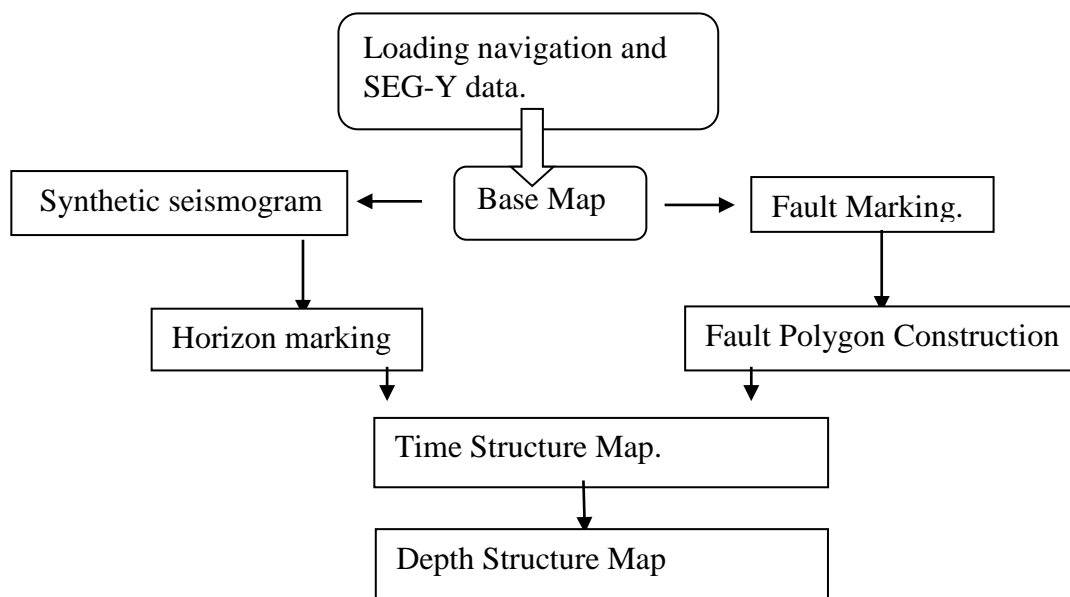 Loading navigation and
SEG-Y data.
Synthetic seismogram
Base Map
Fault Marking.
Horizon marking
Fault Polygon Construction
Time Structure Map.
Depth Structure Map